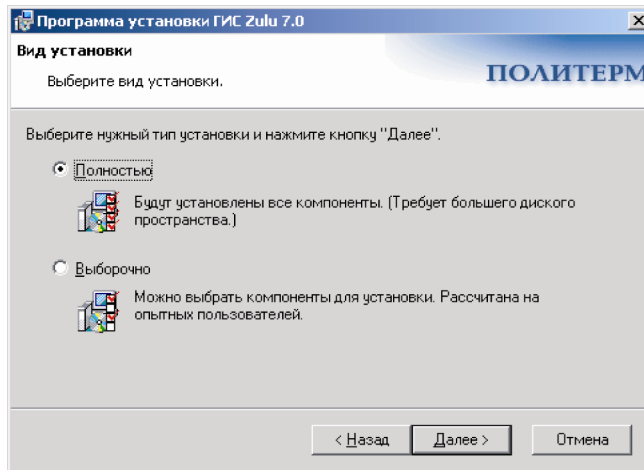 Программа установки ГИС Zulu 7.0
Вид установки
Выберите вид установки.
ПОЛИТЕРМ
Выберите нужный тип установки и нажмите кнопку "Далее".
Полностью
Будут установлены все компоненты. (Требует большего диского
пространства.)
Выборочно
Можно выбрать компоненты для установки. Рассчитана на
опытных пользователей.
< Назад
Далее >
Отмена